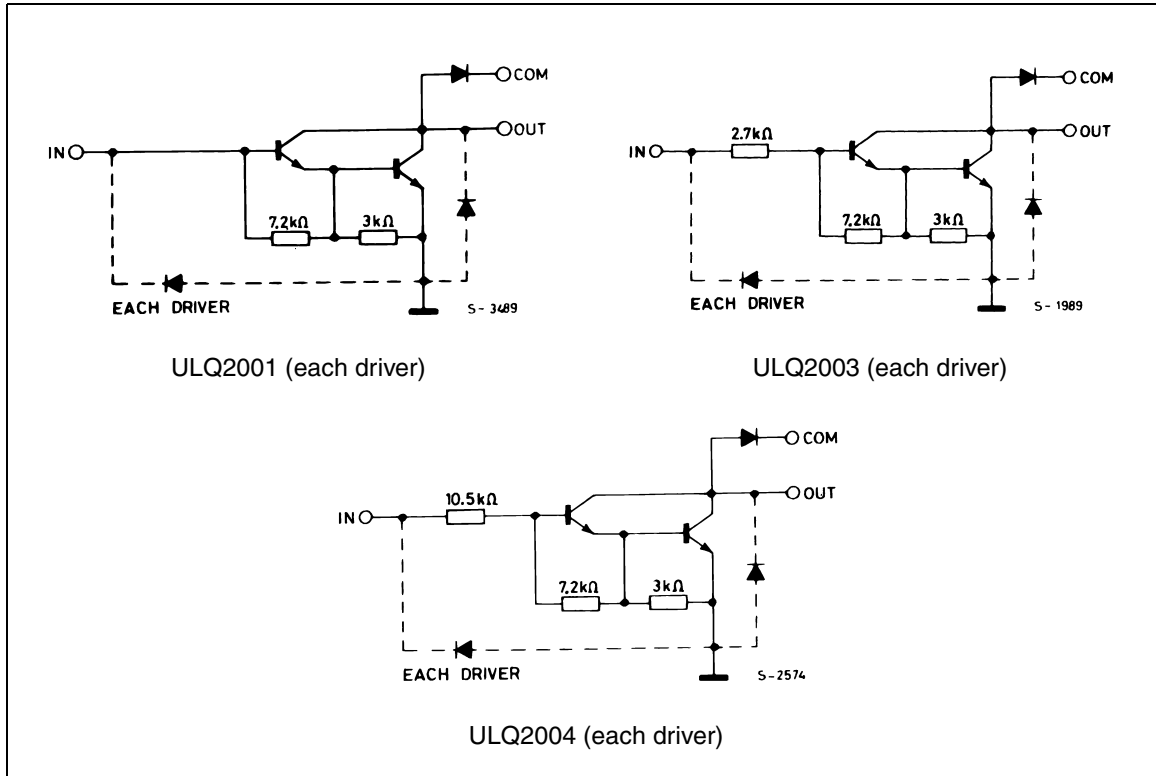 COM
OUT
IN
7.2kΩ 3kΩ
EACH DRIVER
S-3489
ULQ2001 (each driver)
COM
OUT
IN
2.7kΩ
7.2kΩ 3kΩ
EACH DRIVER
S-1989
ULQ2003 (each driver)
COM
OUT
IN
10.5kΩ
7.2kΩ 3kΩ
EACH DRIVER
S-2574
ULQ2004 (each driver)